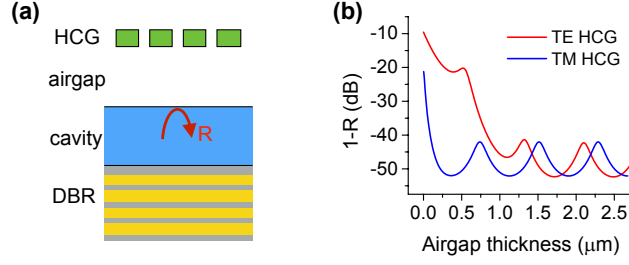 (a)
HCG
airgap
cavity
R
DBR
(b)
TE HCG
TM HCG
1-R (dB)
-10
-20
-30
-40
-50
0.0 0.5 1.0 1.5 2.0 2.5
Airgap thickness (μm)